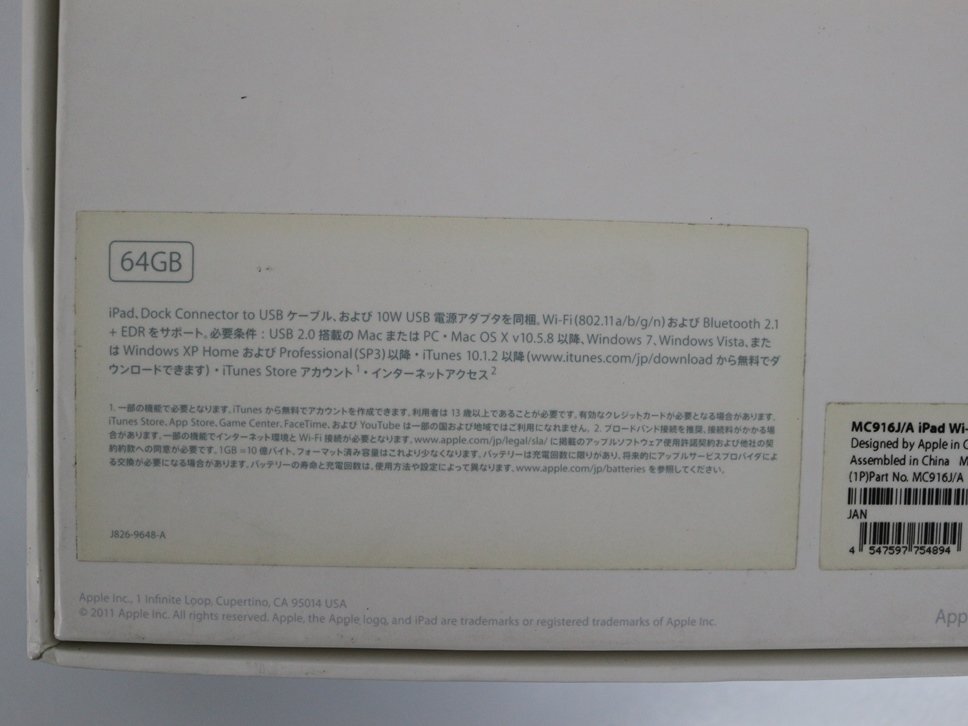 64GB
iPad、Dock Connector to USB ケーブル、および 10W USB 電源アダプタを同梱。Wi-Fi(802.11a/b/g/n)および Bluetooth 2.1
+ EDR をサポート。必要条件：USB 2.0 搭載の Mac または PC・Mac OS X v10.5.8 以降、Windows 7、Windows Vista、また
は Windows XP Home および Professional (SP3) 以降・iTunes 10.1.2 以降 (www.itunes.com/jp/download から無料でダ
ウンロードできます)・iTunes Store アカウント1・インターネットアクセス2
1. 一部の機能で必要となります。iTunes から無料でアカウントを作成できます。利用者は 13 歳以上であることが必要です。有効なクレジットカードが必要となる場合があります。
iTunes Store, App Store, Game Center, FaceTime, および YouTube は一部の国および地域ではご利用になれません。2. ブロードバンド接続を推奨。接続料がかかる場
合があります。一部の機能でインターネット環境と Wi-Fi 接続が必要となります。www.apple.com/jp/legal/sla/ に掲載のアップルソフトウェア使用許諾契約および他社の契
約約款への同意が必要です。1GB＝10 億バイト、フォーマット済み容量はこれより少なくなります。バッテリーは充電回数に限りがあり、将来的にアップルサービスプロバイダによ
る交換が必要になる場合があります。バッテリーの寿命と充電回数は、使用方法や設定によって異なります。www.apple.com/jp/batteries を参照してください。
J826-9648-A
MC916J/A iPad Wi-
Designed by Apple in C
Assembled in China M
(1P)Part No. MC916J/A
JAN
4 547597 754894
Apple Inc., 1 Infinite Loop, Cupertino, CA 95014 USA
© 2011 Apple Inc. All rights reserved. Apple, the Apple logo, and iPad are trademarks or registered trademarks of Apple Inc.
App